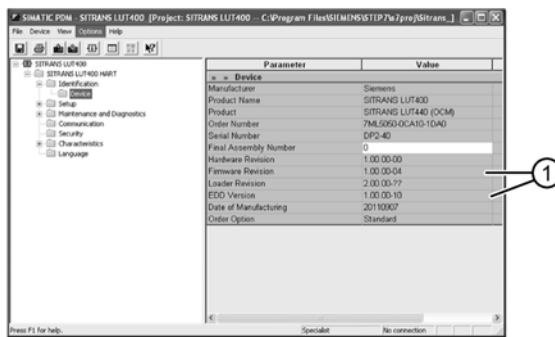 SIMATIC PDM - SITRANS LUT400 [Project: SITRANS LUT400 -- C:\Program Files\SIEMENS\STEP7\s7proj\Sitrans_]
File Device View Options Help
SITRANS LUT400
SITRANS LUT400 HART
Identification
Device
Setup
Maintenance and Diagnostics
Communication
Security
Characteristics
Language
Parameter Value
» » Device
Manufacturer Siemens
Product Name SITRANS LUT400
Product SITRANS LUT440 (OCM)
Order Number 7ML5050-0CA10-1DA0
Serial Number DP2-40
Final Assembly Number 0
Hardware Revision 1.00.00-00
Firmware Revision 1.00.00-04
Loader Revision 2.00.00-??
EDD Version 1.00.00-10
Date of Manufacturing 20110907
Order Option Standard
1
Press F1 for help. Specialist No connection